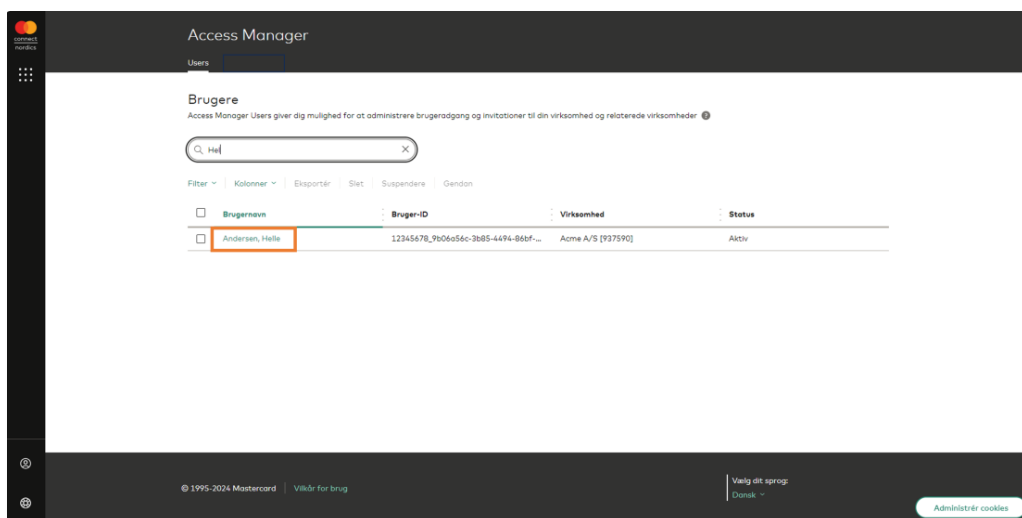 connect
nordics
Access Manager
Users
Brugere
Access Manager Users giver dig mulighed for at administrere brugeradgang og invitationer til din virksomhed og relaterede virksomheder ?
Hel
Filter Kolonner Eksportér Slet Suspendere Gendan
Brugernavn Bruger-ID Virksomhed Status
Andersen, Helle 12345678_9b06a56c-3b85-4494-86bf-... Acme A/S [937590] Aktiv
© 1995-2024 Mastercard Vilkår for brug
Vælg dit sprog:
Dansk
Administrér cookies